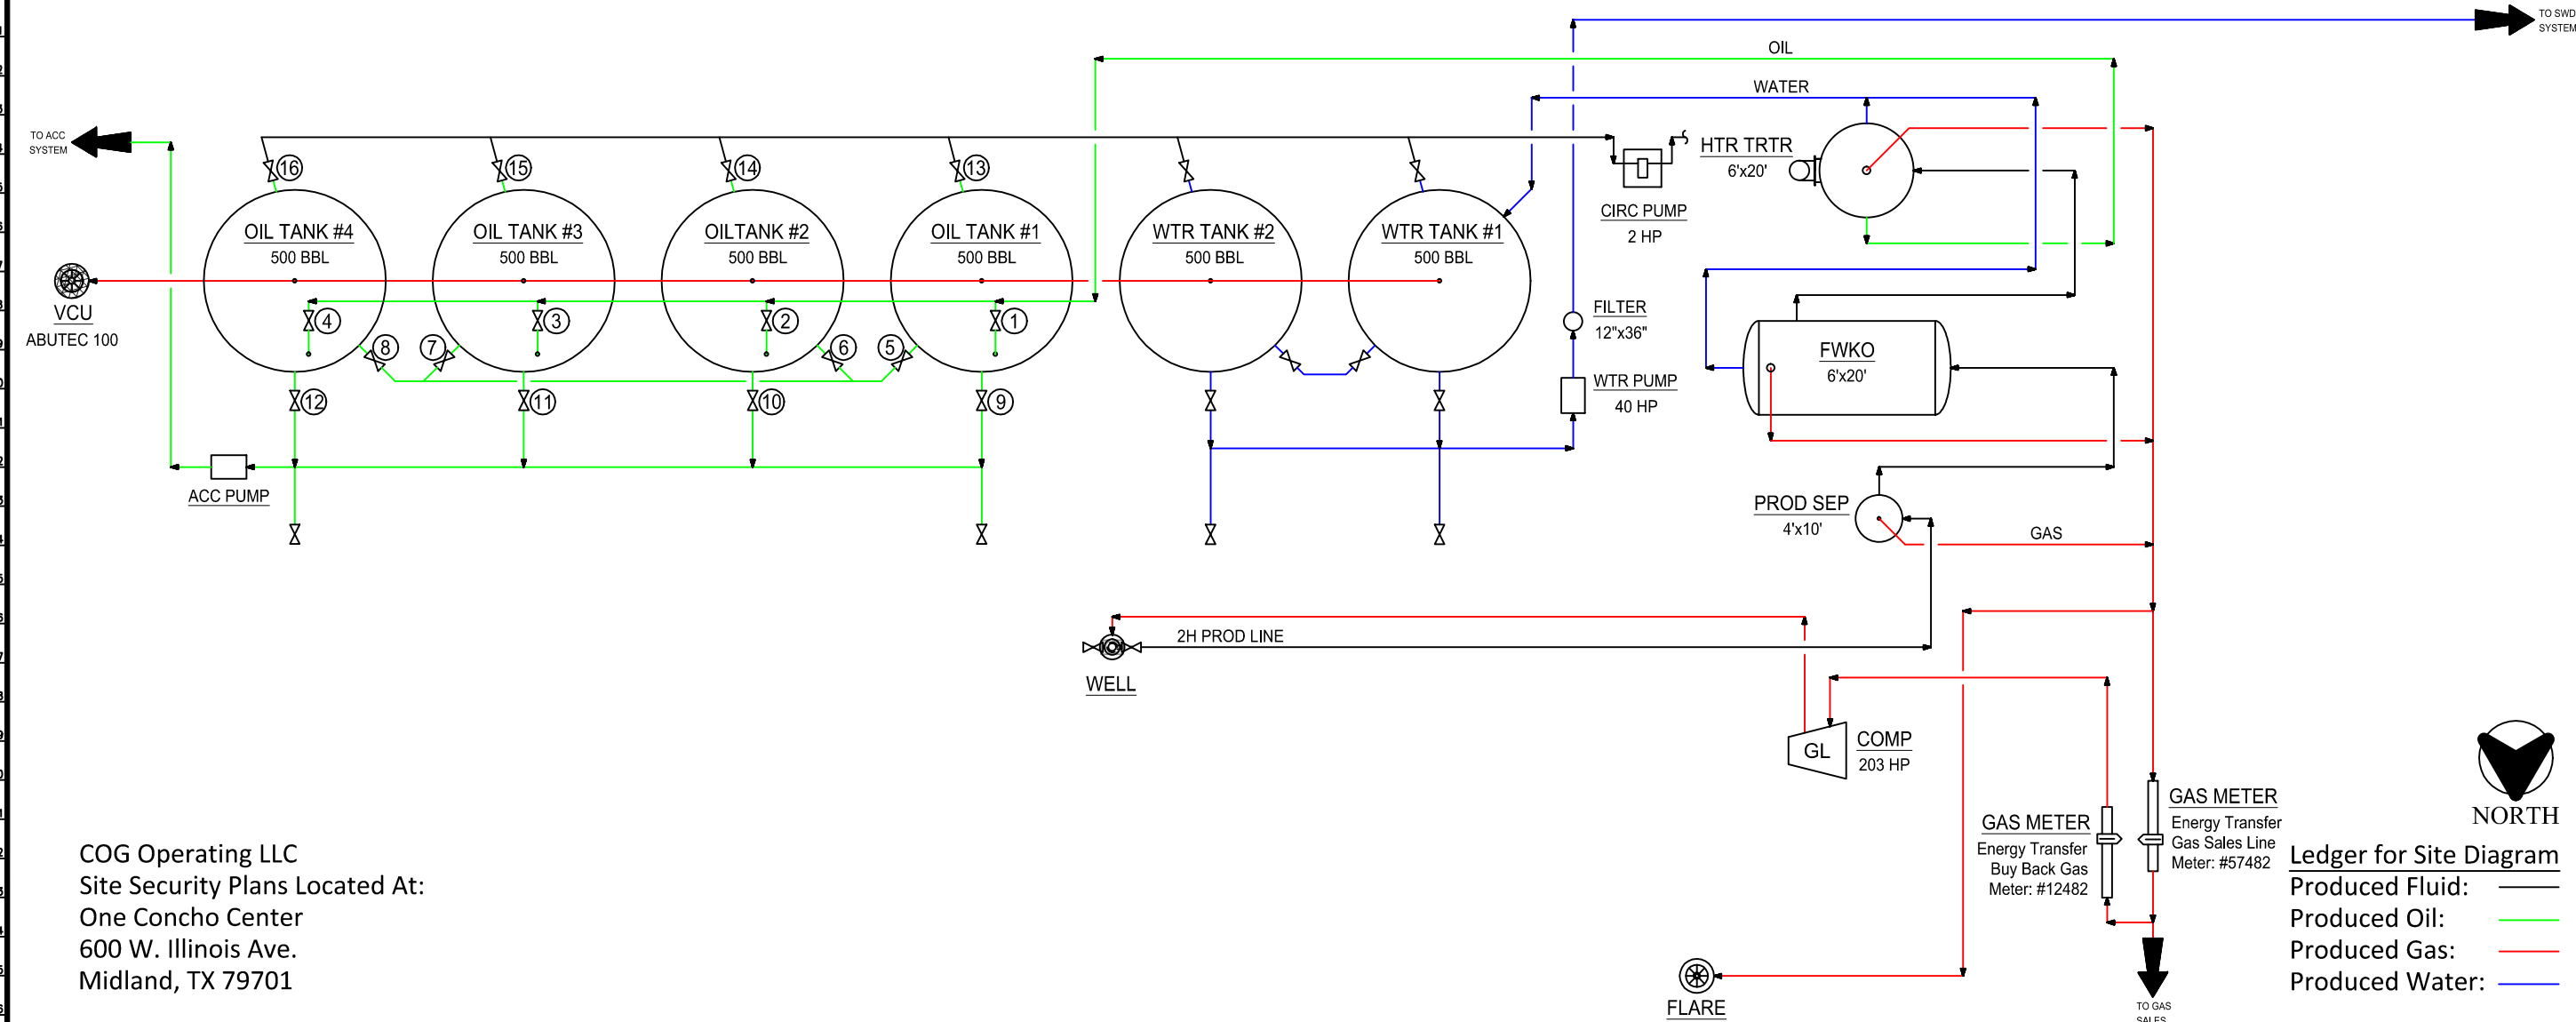 TO SWD
SYSTEM
OIL
WATER
TO ACC
SYSTEM
16
15
14
13
HTR TRTR
6'x20'
CIRC PUMP
2 HP
OIL TANK #4
500 BBL
OIL TANK #3
500 BBL
OILTANK #2
500 BBL
OIL TANK #1
500 BBL
WTR TANK #2
500 BBL
WTR TANK #1
500 BBL
VCU
ABUTEC 100
4
3
2
1
8
7
6
5
FILTER
12"x36"
FWKO
6'x20'
WTR PUMP
40 HP
12
11
10
9
ACC PUMP
PROD SEP
4'x10'
GAS
2H PROD LINE
WELL
GL
COMP
203 HP
GAS METER
Energy Transfer
Buy Back Gas
Meter: #12482
GAS METER
Energy Transfer
Gas Sales Line
Meter: #57482
NORTH
COG Operating LLC
Site Security Plans Located At:
One Concho Center
600 W. Illinois Ave.
Midland, TX 79701
Ledger for Site Diagram
Produced Fluid:
Produced Oil:
Produced Gas:
Produced Water:
FLARE
TO GAS
SALES